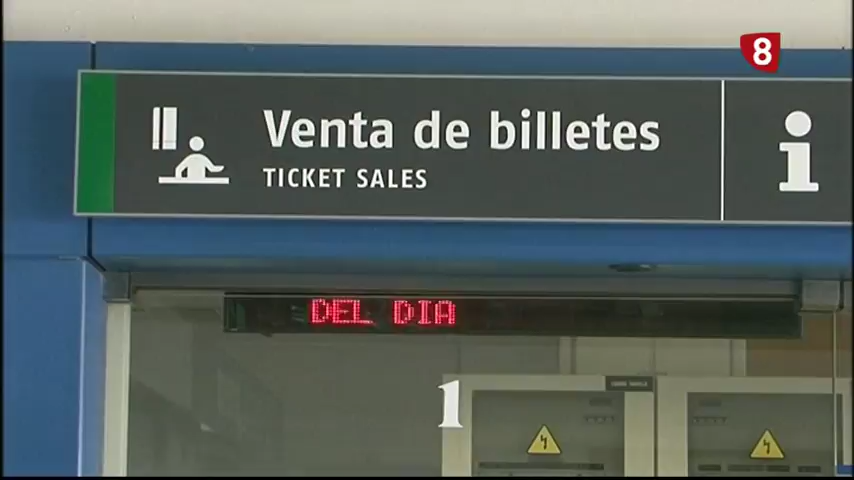 8
Venta de billetes
TICKET SALES
i
DEL DIA
1